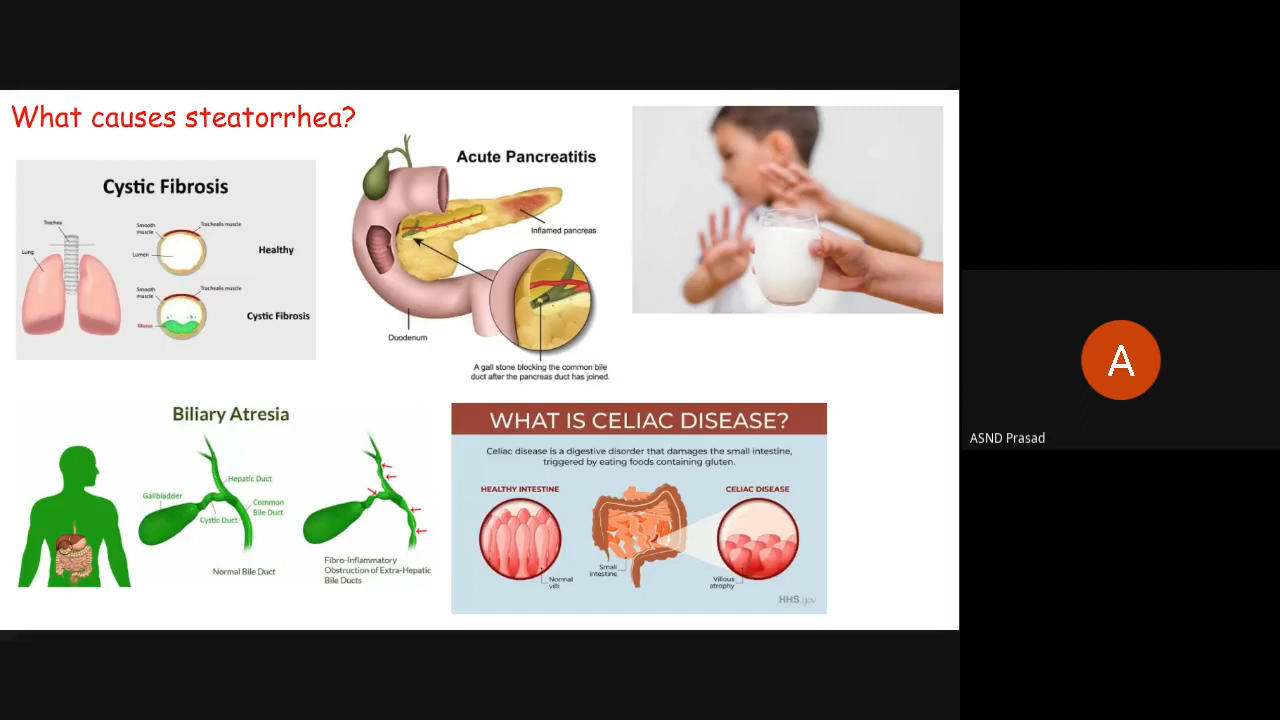 What causes steatorrhea?
Cystic Fibrosis
Trachea
Lung
Smooth
muscle
Trachealis muscle
Lumen
Healthy
Smooth
muscle
Trachealis muscle
Mucus
Cystic Fibrosis
Acute Pancreatitis
Inflamed pancreas
Duodenum
A gall stone blocking the common bile
duct after the pancreas duct has joined.
Biliary Atresia
Gallbladder
Hepatic Duct
Cystic Duct
Common
Bile Duct
Normal Bile Duct
Fibro-Inflammatory
Obstruction of Extra-Hepatic
Bile Ducts
WHAT IS CELIAC DISEASE?
Celiac disease is a digestive disorder that damages the small intestine,
triggered by eating foods containing gluten.
HEALTHY INTESTINE
CELIAC DISEASE
Normal
villi
Small
intestine
Villous
atrophy
HHS.gov
A
ASND Prasad